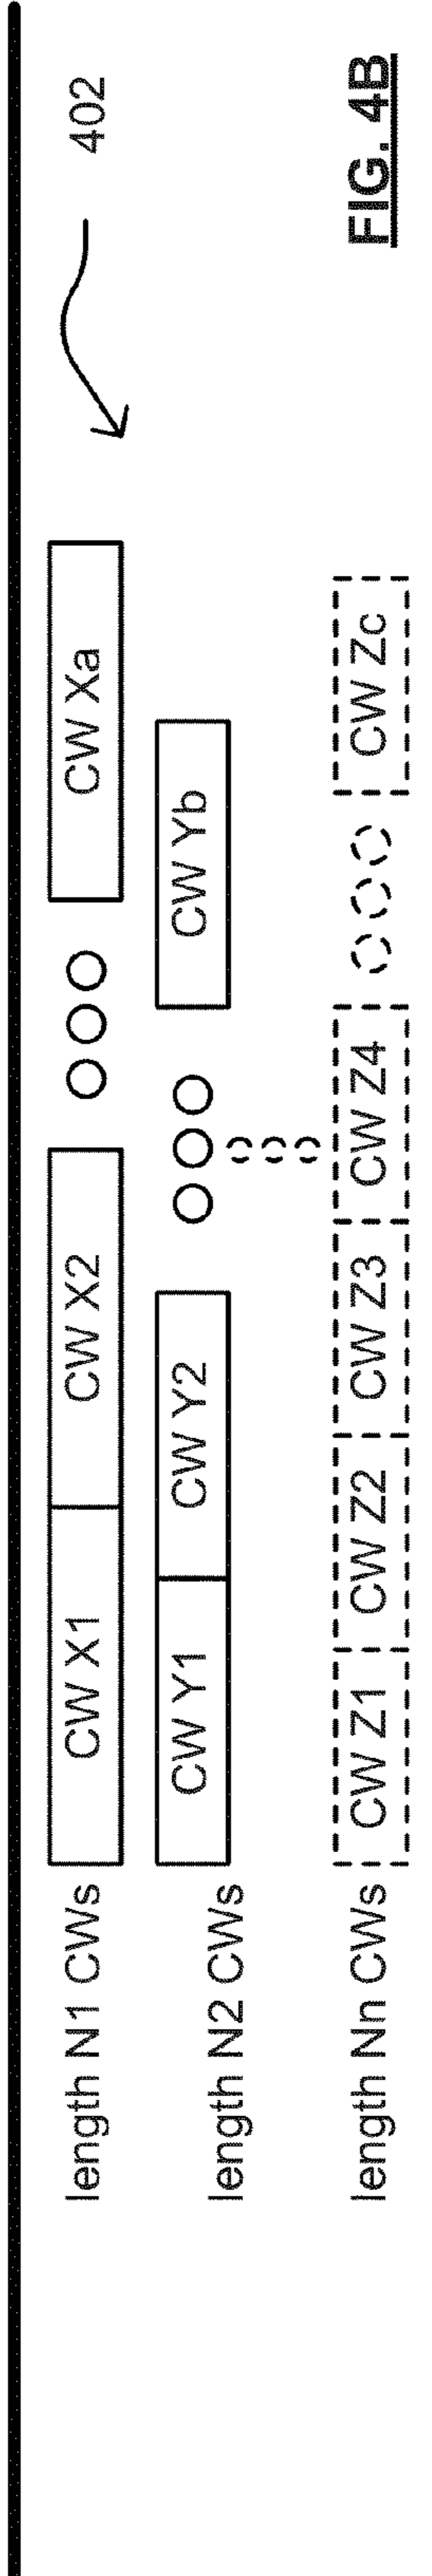 402
length N1 CWs CW X1 CW X2 CW Xa
length N2 CWs CW Y1 CW Y2 CW Yb
length Nn CWs CW Z1 CW Z2 CW Z3 CW Z4 CW Zc
FIG. 4B